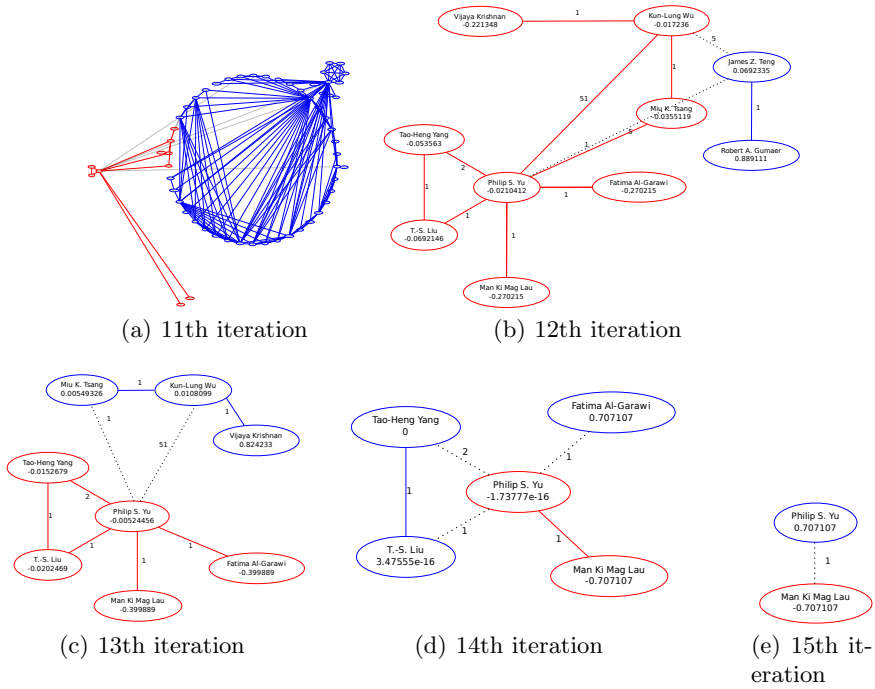 (a) 11th iteration
Vijaya Krishnan
-0.221348
1
Kun-Lung Wu
-0.017236
5
James Z. Teng
0.0692335
51
1
Miu K. Tsang
-0.0355119
1
Robert A. Gumaer
0.889111
Tao-Heng Yang
-0.053563
2
1
5
1
Philip S. Yu
-0.0210412
1
Fatima Al-Garawi
-0.270215
1
T.-S. Liu
-0.0692146
1
Man Ki Mag Lau
-0.270215
(b) 12th iteration
Miu K. Tsang
0.00549326
1
Kun-Lung Wu
0.0108099
1
1
Vijaya Krishnan
0.824233
51
Tao-Heng Yang
-0.0152679
2
1
Philip S. Yu
-0.00524456
1
1
1
T.-S. Liu
-0.0202469
Fatima Al-Garawi
-0.399889
Man Ki Mag Lau
-0.399889
(c) 13th iteration
Tao-Heng Yang
0
Fatima Al-Garawi
0.707107
2
1
1
Philip S. Yu
-1.73777e-16
1
1
T.-S. Liu
3.47555e-16
Man Ki Mag Lau
-0.707107
(d) 14th iteration
Philip S. Yu
0.707107
1
Man Ki Mag Lau
-0.707107
(e) 15th it-
eration